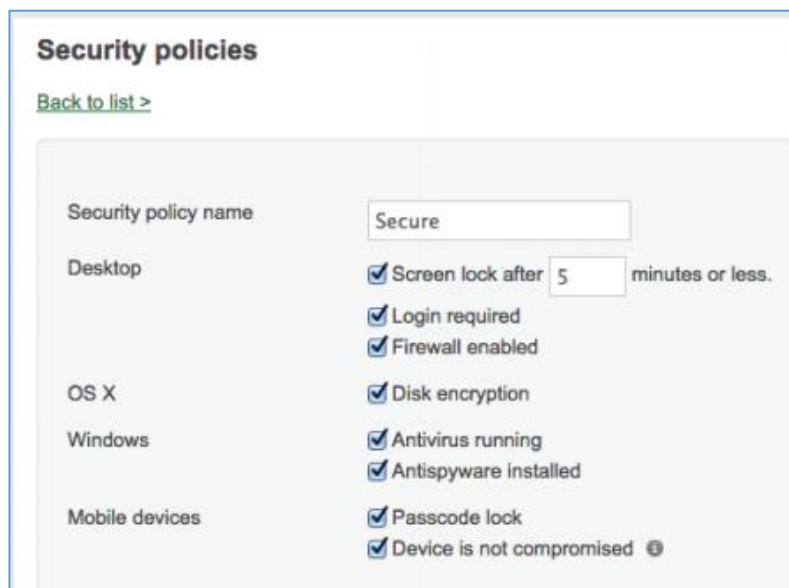 Security policies
Back to list >
Security policy name Secure
Desktop Screen lock after 5 minutes or less.
Login required
Firewall enabled
OS X Disk encryption
Windows Antivirus running
Antispyware installed
Mobile devices Passcode lock
Device is not compromised